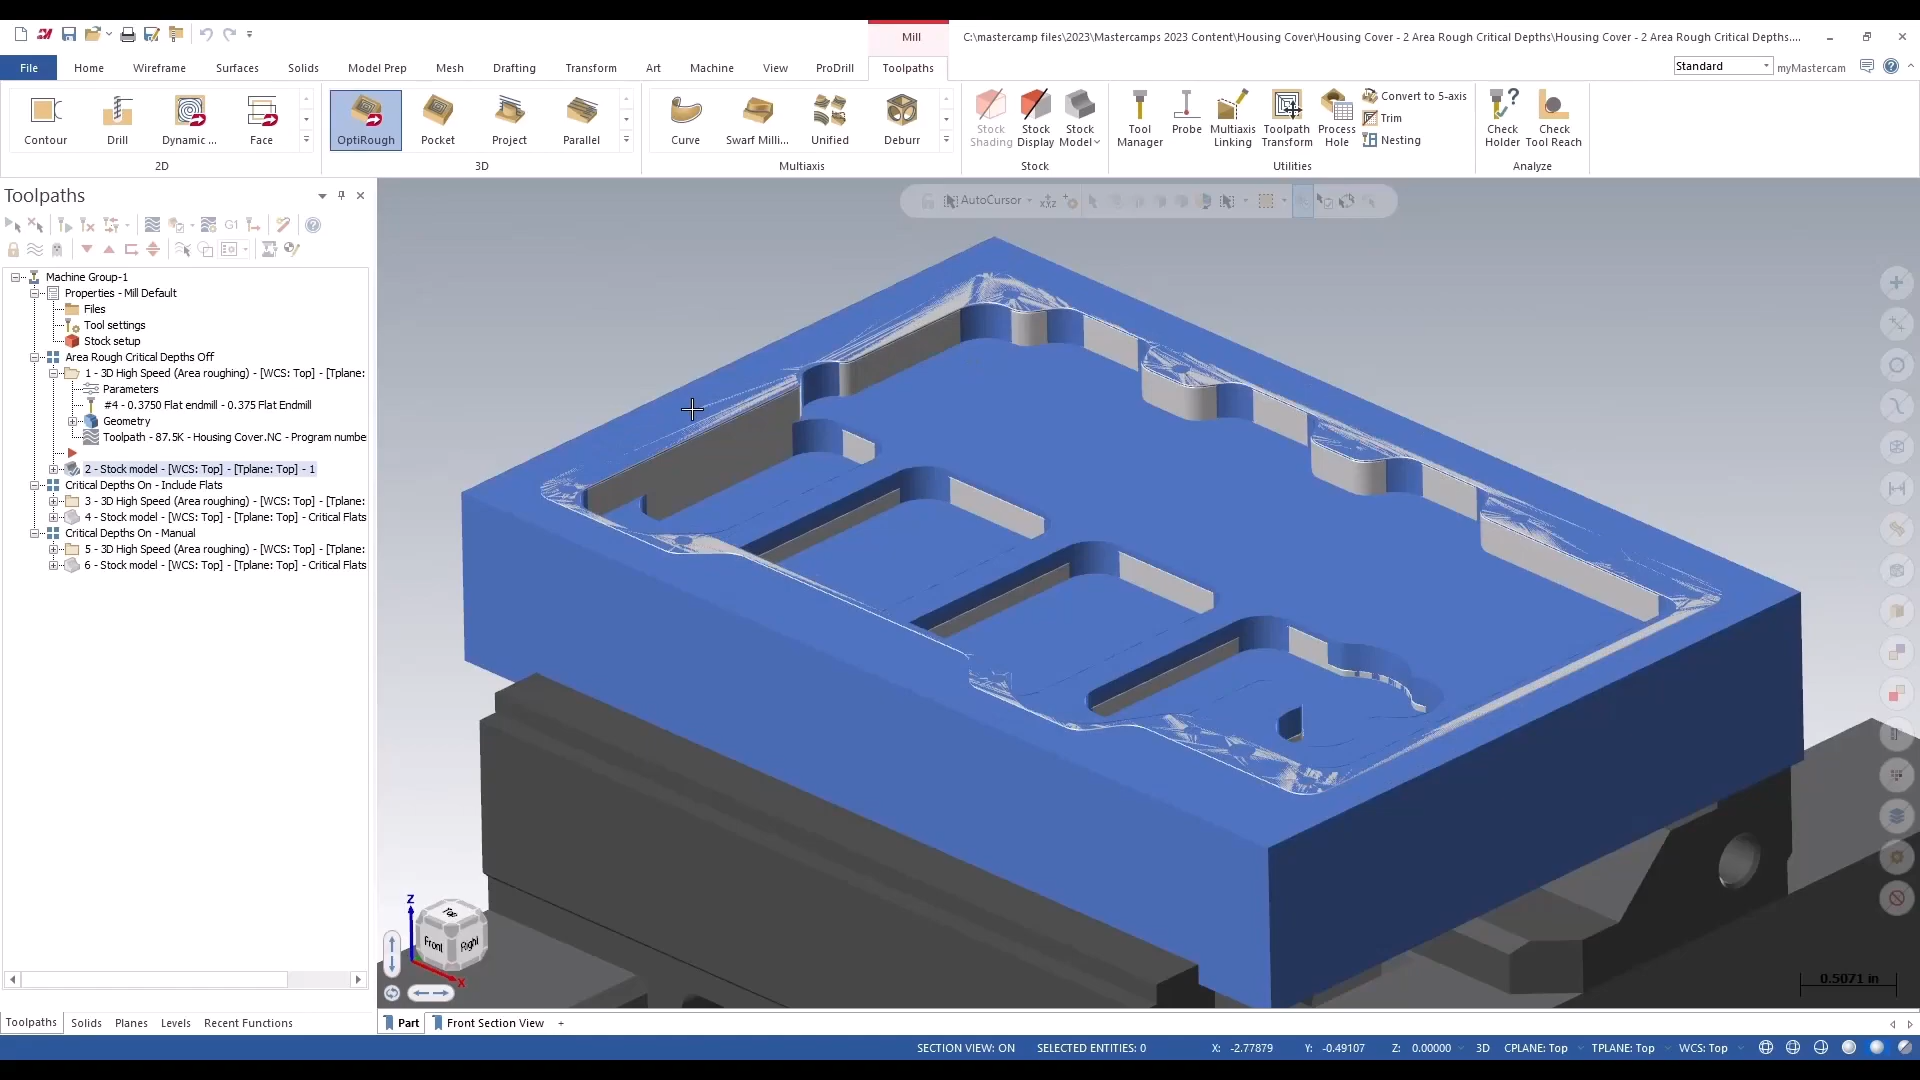 Mill
C:\mastercamp files\2023\Mastercamps 2023 Content\Housing Cover\Housing Cover - 2 Area Rough Critical Depths\Housing Cover - 2 Area Rough Critical Depths....
File Home Wireframe Surfaces Solids Model Prep Mesh Drafting Transform Art Machine View ProDrill Toolpaths
Standard myMastercam
Contour Drill Dynamic ... Face
2D
OptiRough Pocket Project Parallel
3D
Curve Swarf Milli... Unified Deburr
Multiaxis
Stock Shading Stock Display Stock Model
Stock
Tool Manager Probe Multiaxis Linking Toolpath Transform Process Hole
Convert to 5-axis
Trim
Nesting
Utilities
Check Holder Check Tool Reach
Analyze
Toolpaths
G1
AutoCursor
XYZ
Machine Group-1
Properties - Mill Default
Files
Tool settings
Stock setup
Area Rough Critical Depths Off
1 - 3D High Speed (Area roughing) - [WCS: Top] - [Tplane:
Parameters
#4 - 0.3750 Flat endmill - 0.375 Flat Endmill
Geometry
Toolpath - 87.5K - Housing Cover.NC - Program numbe
2 - Stock model - [WCS: Top] - [Tplane: Top] - 1
Critical Depths On - Include Flats
3 - 3D High Speed (Area roughing) - [WCS: Top] - [Tplane:
4 - Stock model - [WCS: Top] - [Tplane: Top] - Critical Flats
Critical Depths On - Manual
5 - 3D High Speed (Area roughing) - [WCS: Top] - [Tplane:
6 - Stock model - [WCS: Top] - [Tplane: Top] - Critical Flats
Z
Top
Front Right
X
0.5071 in
Toolpaths Solids Planes Levels Recent Functions
Part Front Section View +
SECTION VIEW: ON SELECTED ENTITIES: 0 X: -2.77879 Y: -0.49107 Z: 0.00000 3D CPLANE: Top TPLANE: Top WCS: Top